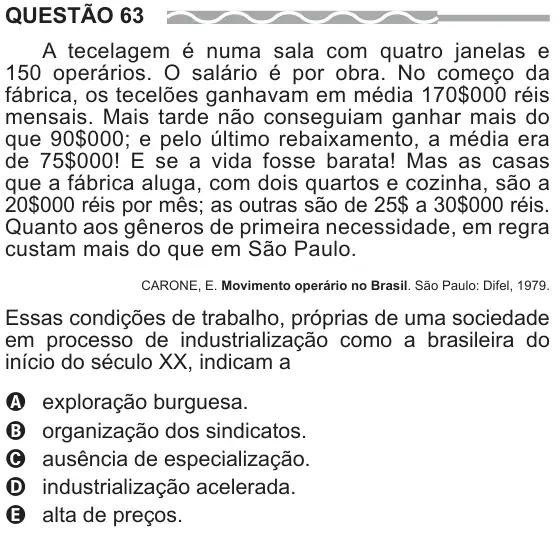 QUESTÃO 63
A tecelagem é numa sala com quatro janelas e
150 operários. O salário é por obra. No começo da
fábrica, os tecelões ganhavam em média 170$000 réis
mensais. Mais tarde não conseguiam ganhar mais do
que 90$000; e pelo último rebaixamento, a média era
de 75$000! E se a vida fosse barata! Mas as casas
que a fábrica aluga, com dois quartos e cozinha, são a
20$000 réis por mês; as outras são de 25$ a 30$000 réis.
Quanto aos gêneros de primeira necessidade, em regra
custam mais do que em São Paulo.
CARONE, E. Movimento operário no Brasil. São Paulo: Difel, 1979.
Essas condições de trabalho, próprias de uma sociedade
em processo de industrialização como a brasileira do
início do século XX, indicam a
A exploração burguesa.
B organização dos sindicatos.
C ausência de especialização.
D industrialização acelerada.
E alta de preços.